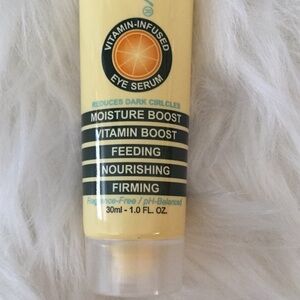 VITAMIN-INFUSED
EYE SERUM
REDUCES DARK CIRLCLES
MOISTURE BOOST
VITAMIN BOOST
FEEDING
NOURISHING
FIRMING
Fragrance-Free / pH-Balanced
30ml - 1.0 FL. OZ.